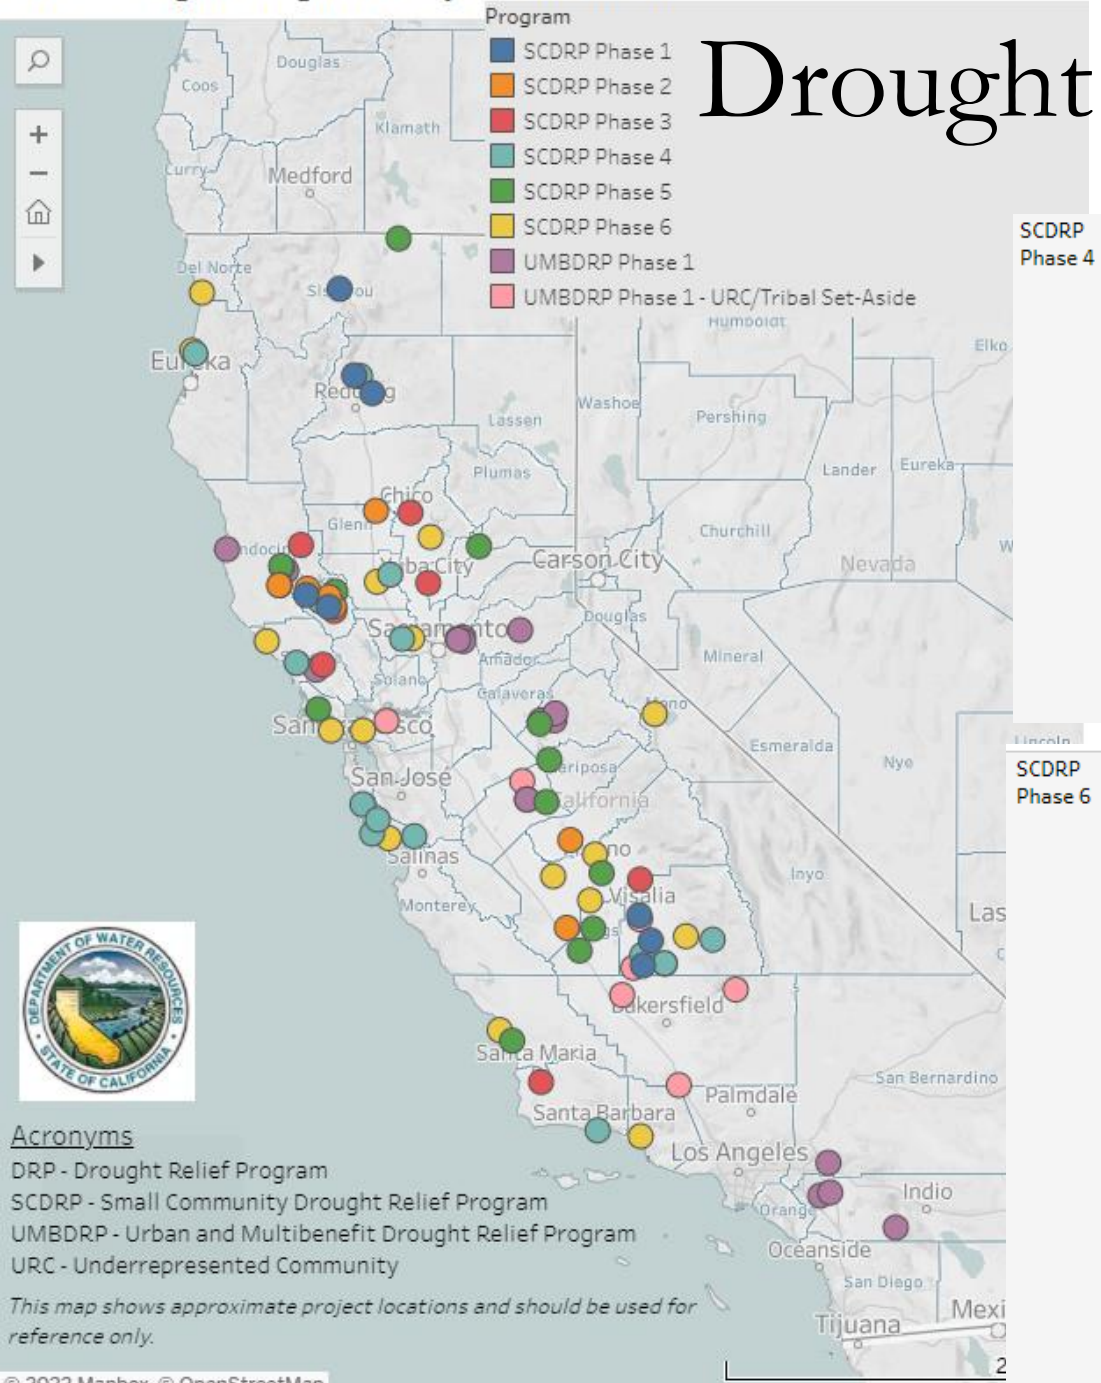 Program
SCDRP Phase 1
SCDRP Phase 2
SCDRP Phase 3
SCDRP Phase 4
SCDRP Phase 5
SCDRP Phase 6
UMBDRP Phase 1
UMBDRP Phase 1 - URC/Tribal Set-Aside
Drought
SCDRP
Phase 4
Douglas
Coos
Klamath
Curry
Medford
Del Norte
Humboldt
Elko
Washoe
Pershing
Lassen
Lander
Eureka
Plumas
Chico
Glenn
Churchill
Carson City
Nevada
Douglas
Amador
Mineral
Solano
Calaveras
Esmeralda
Nye
Lincoln
SCDRP
Phase 6
San José
Salinas
Inyo
Visalia
Monterey
Las
Santa Maria
San Bernardino
Palmdale
Santa Barbara
Los Angeles
Indio
Orange
Oceanside
San Diego
Mexi
Tijuana
2
DEPARTMENT OF WATER RESOURCES
STATE OF CALIFORNIA
Acronyms
DRP - Drought Relief Program
SCDRP - Small Community Drought Relief Program
UMBDRP - Urban and Multibenefit Drought Relief Program
URC - Underrepresented Community
This map shows approximate project locations and should be used for
reference only.